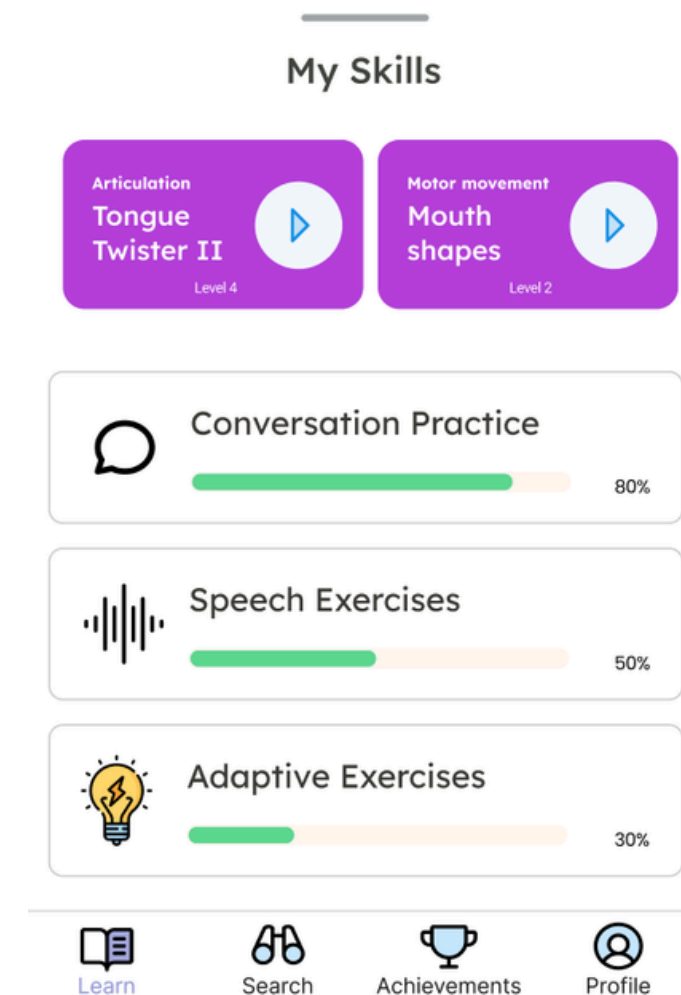 My Skills
Articulation
Tongue
Twister II
Level 4
Motor movement
Mouth
shapes
Level 2
Conversation Practice
80%
Speech Exercises
50%
Adaptive Exercises
30%
Learn
Search
Achievements
Profile